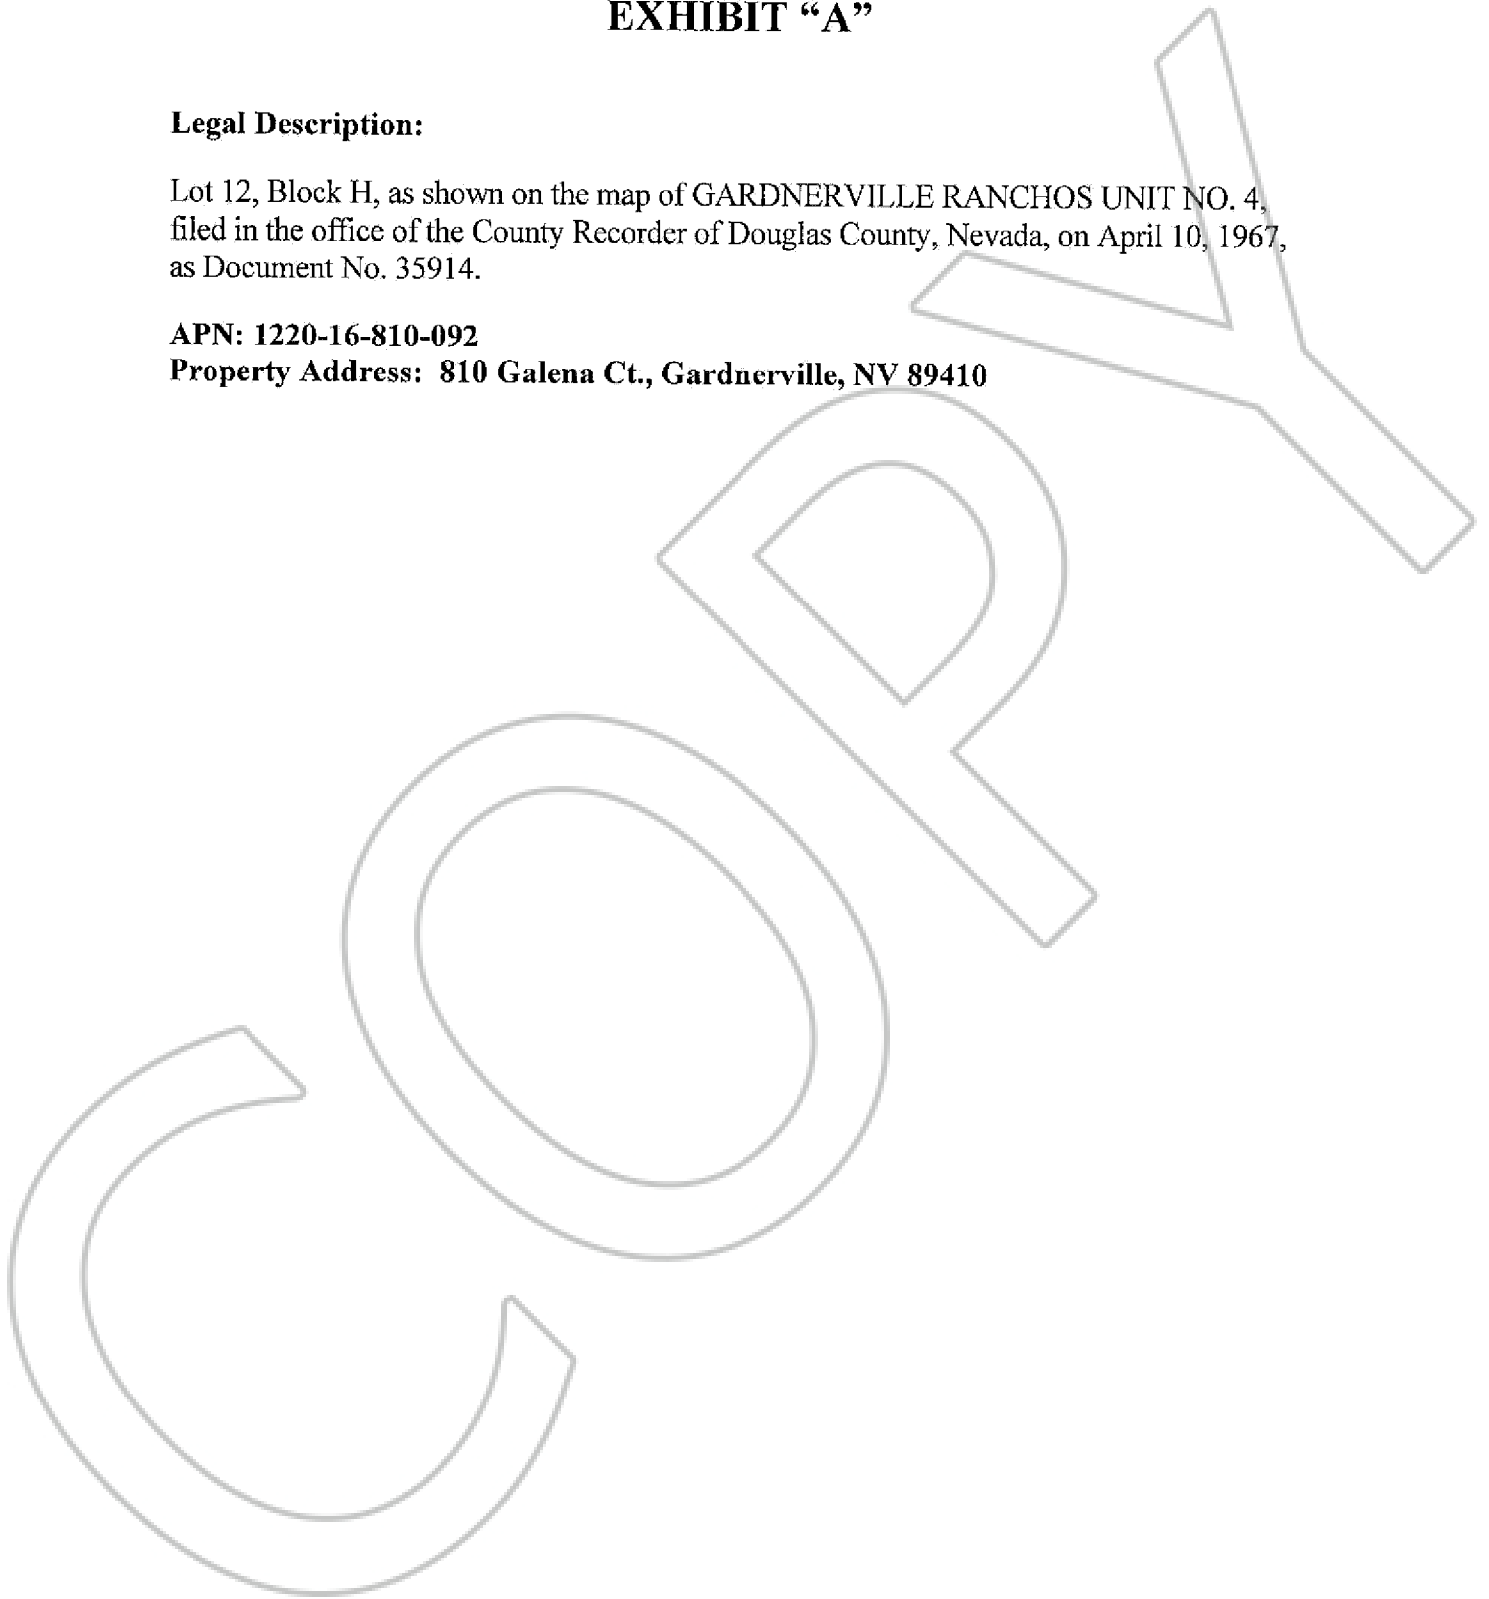 EXHIBIT “A”
Legal Description:
Lot 12, Block H, as shown on the map of GARDNERVILLE RANCHOS UNIT NO. 4,
filed in the office of the County Recorder of Douglas County, Nevada, on April 10, 1967,
as Document No. 35914.
APN: 1220-16-810-092
Property Address:  810 Galena Ct., Gardnerville, NV 89410
COPY